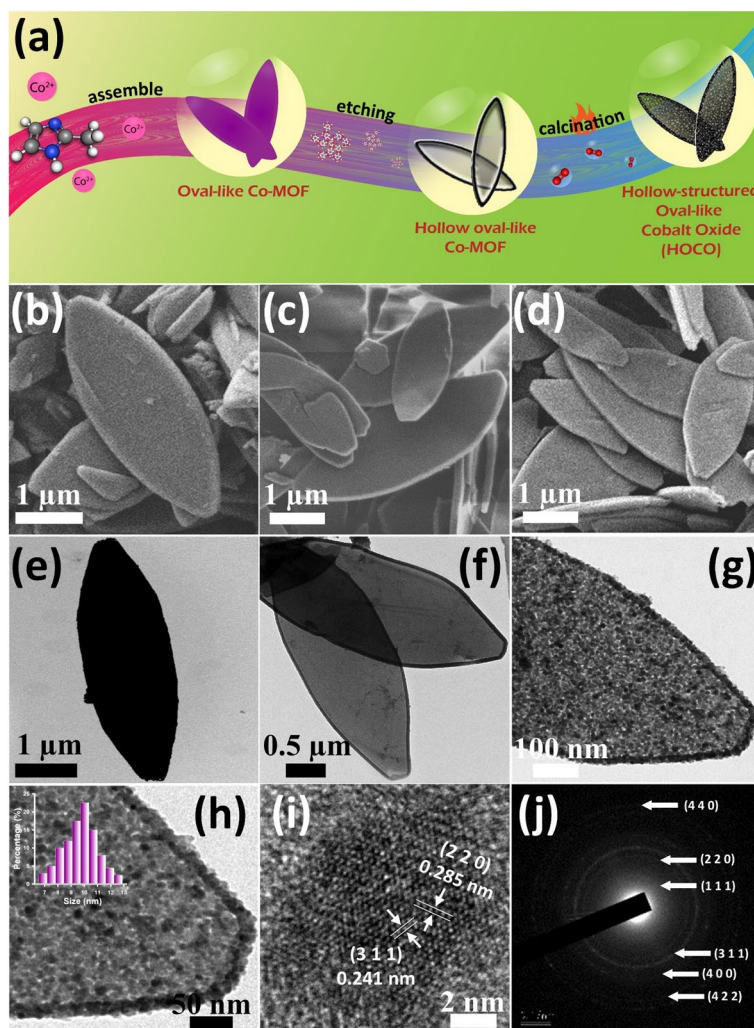 (a)
Co2+
assemble
Co2+
Co2+
Oval-like Co-MOF
etching
Hollow oval-like
Co-MOF
calcination
Hollow-structured
Oval-like
Cobalt Oxide
(HOCO)
(b)
1 µm
(c)
1 µm
(d)
1 µm
(e)
1 µm
(f)
0.5 µm
(g)
100 nm
(h)
Percentage (%)
Size (nm)
50 nm
(i)
(2 2 0)
0.285 nm
(3 1 1)
0.241 nm
2 nm
(j)
(4 4 0)
(2 2 0)
(1 1 1)
(3 1 1)
(4 0 0)
(4 2 2)